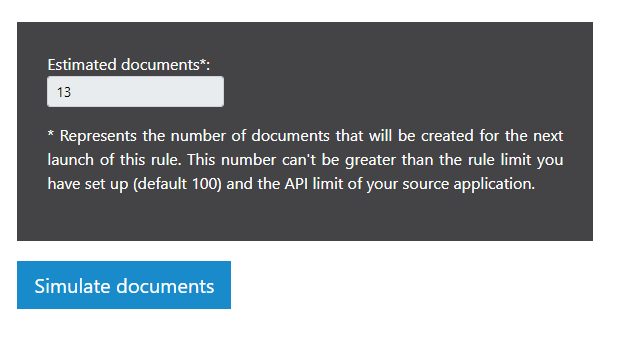 Estimated documents*:
13
* Represents the number of documents that will be created for the next
launch of this rule. This number can't be greater than the rule limit you
have set up (default 100) and the API limit of your source application.
Simulate documents